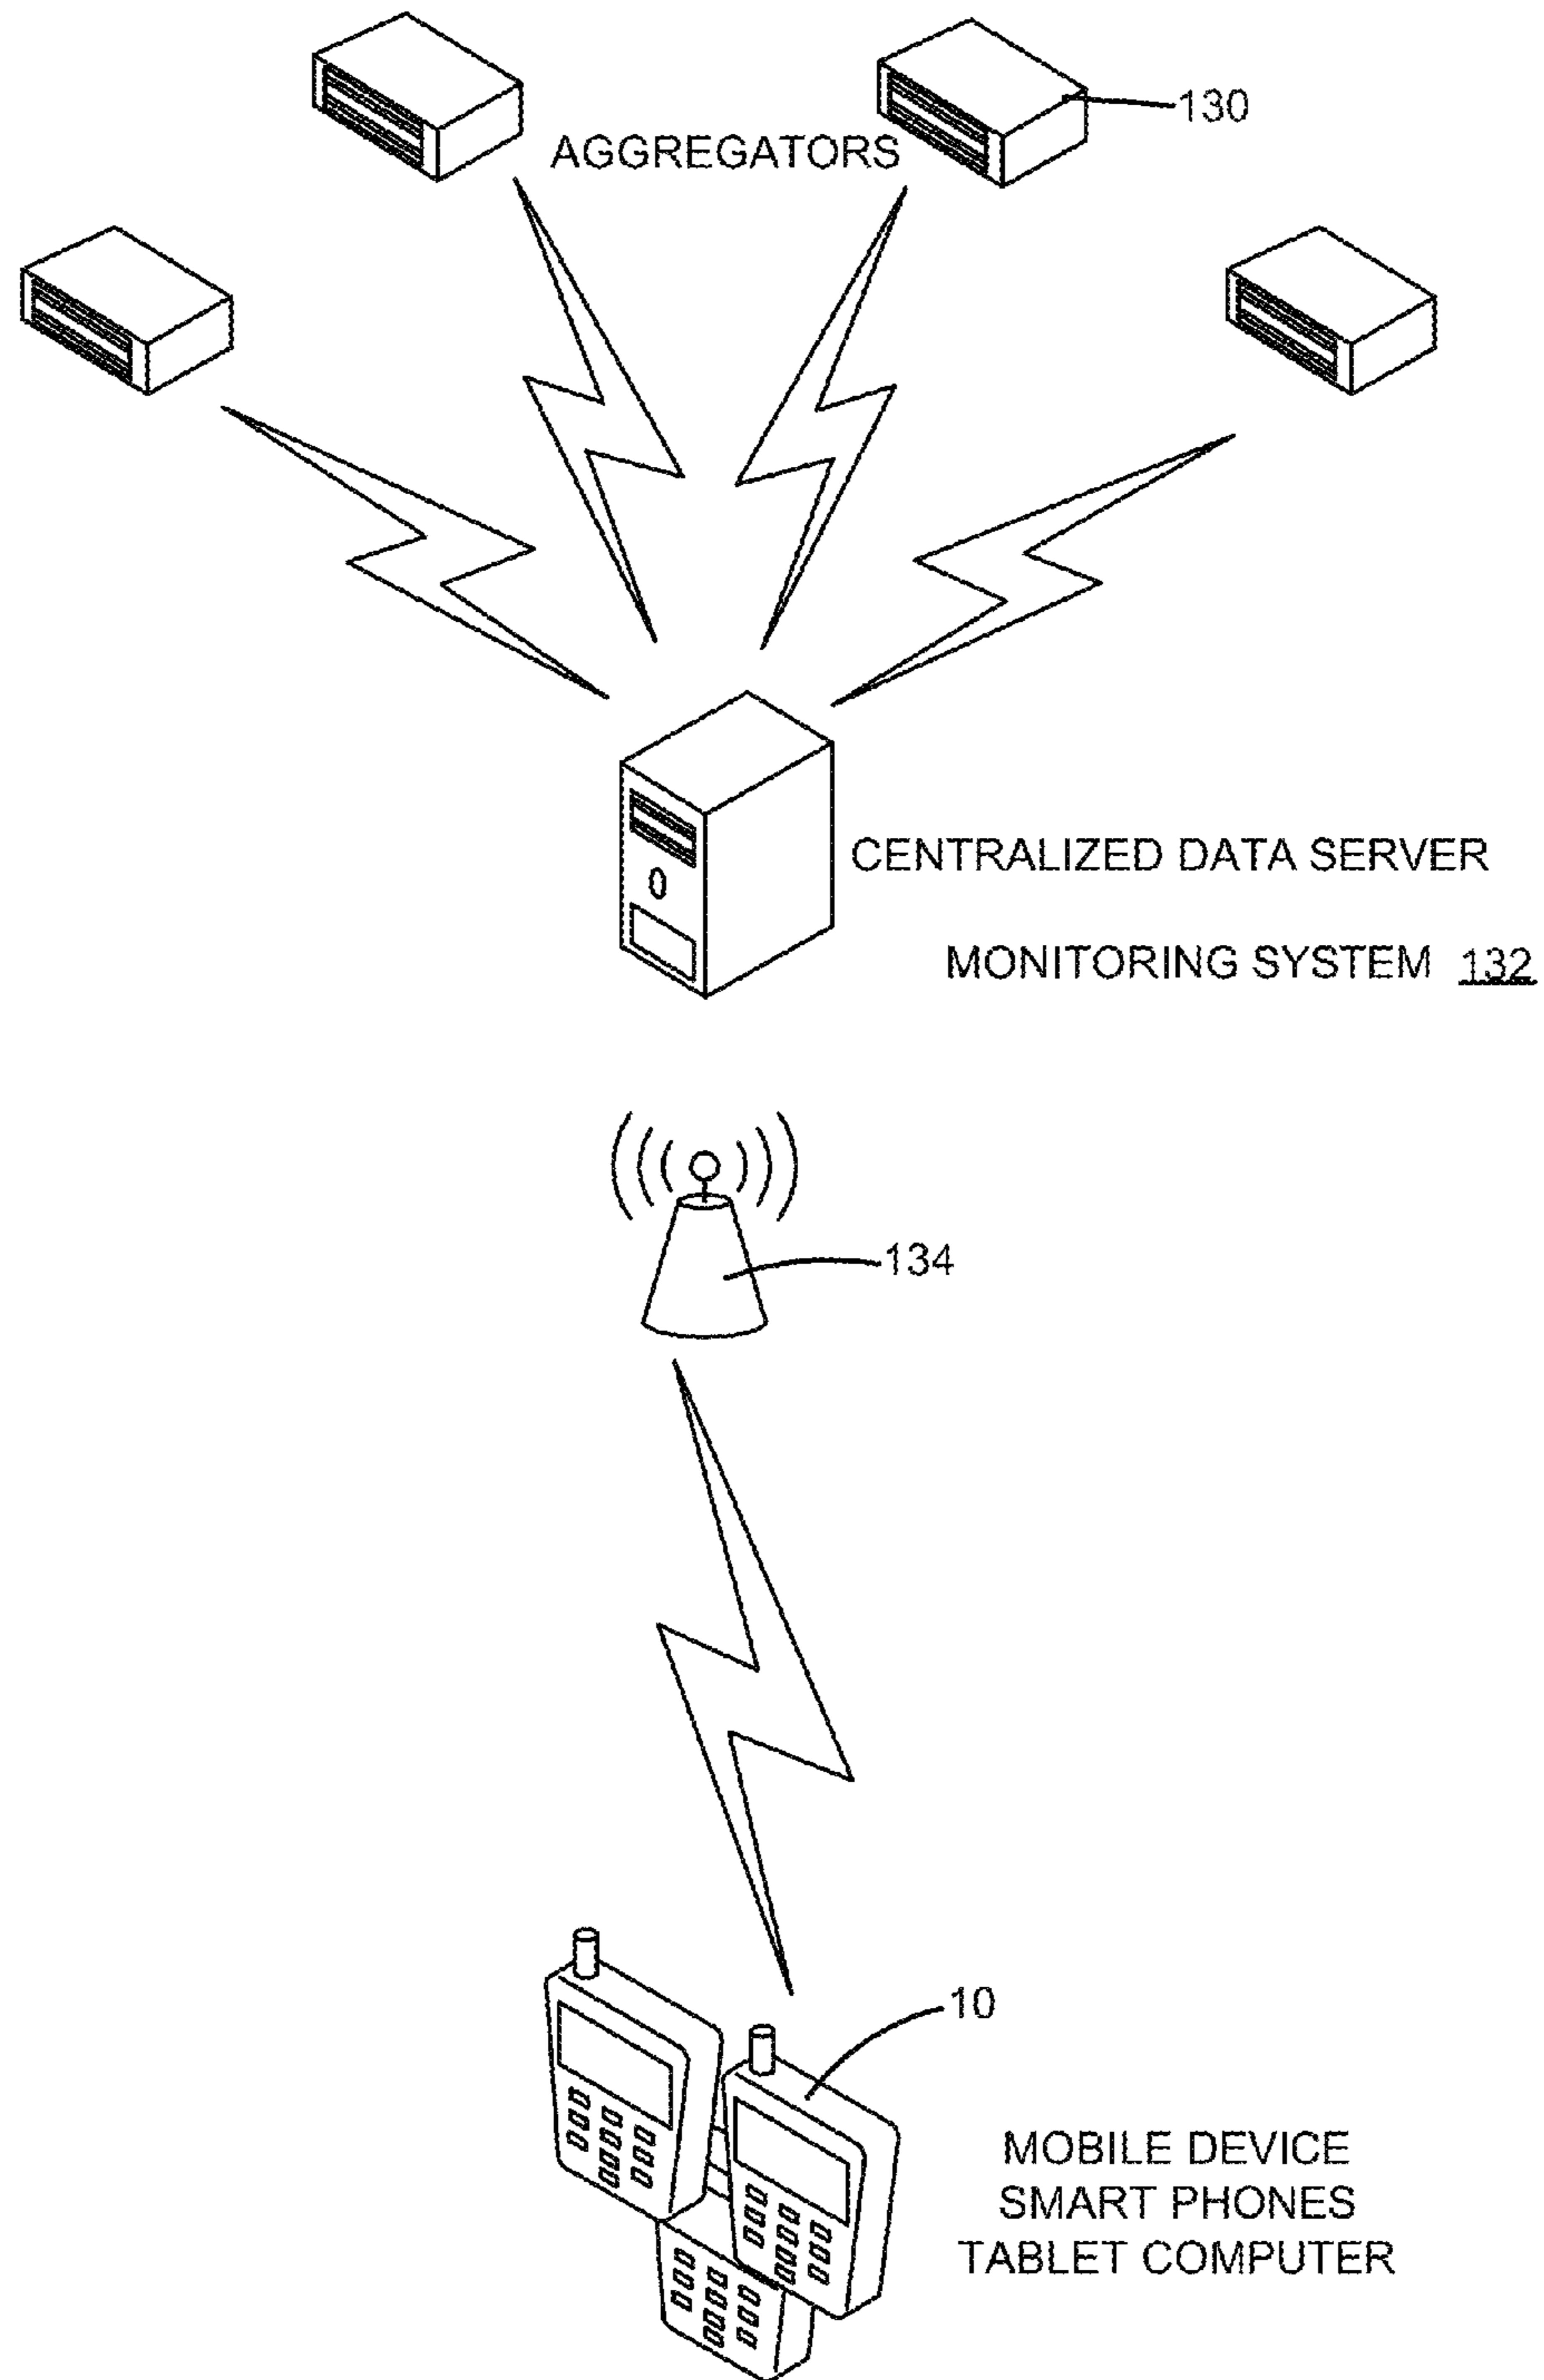 130
AGGREGATORS
CENTRALIZED DATA SERVER
MONITORING SYSTEM 132
134
10
MOBILE DEVICE
SMART PHONES
TABLET COMPUTER